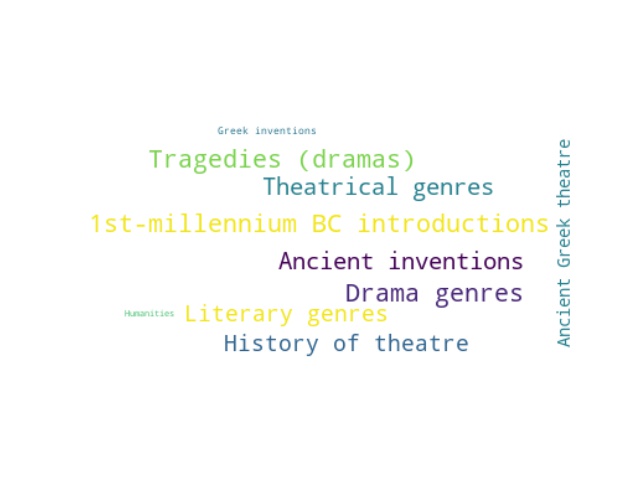 Greek inventions
Tragedies (dramas)
Theatrical genres
1st-millennium BC introductions
Ancient Greek theatre
Ancient inventions
Drama genres
Humanities
Literary genres
History of theatre